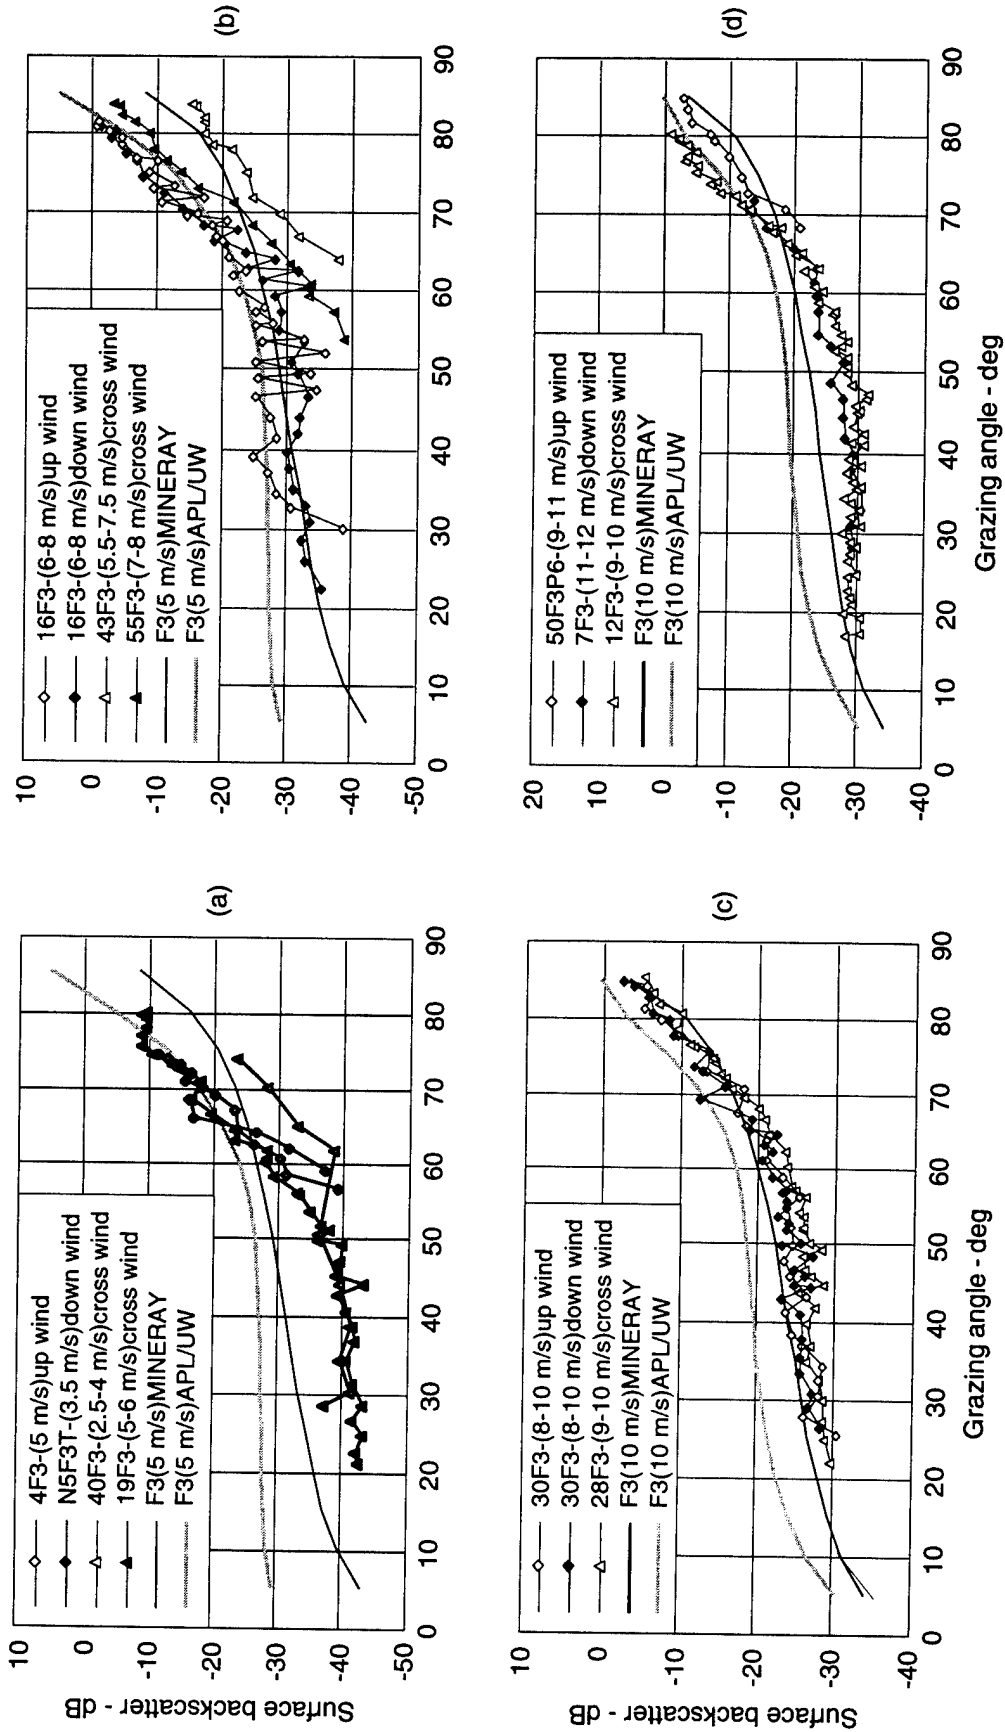 (a)
Surface backscatter - dB
10
0
-10
-20
-30
-40
-50
0
10
20
30
40
50
60
70
80
90
4F3-(5 m/s)up wind
N5F3T-(3.5 m/s)down wind
40F3-(2.5-4 m/s)cross wind
19F3-(5-6 m/s)cross wind
F3(5 m/s)MINERAY
F3(5 m/s)APL/UW
(b)
10
0
-10
-20
-30
-40
-50
0
10
20
30
40
50
60
70
80
90
16F3-(6-8 m/s)up wind
16F3-(6-8 m/s)down wind
43F3-(5.5-7.5 m/s)cross wind
55F3-(7-8 m/s)cross wind
F3(5 m/s)MINERAY
F3(5 m/s)APL/UW
(c)
Surface backscatter - dB
10
0
-10
-20
-30
-40
0
10
20
30
40
50
60
70
80
90
Grazing angle - deg
30F3-(8-10 m/s)up wind
30F3-(8-10 m/s)down wind
28F3-(9-10 m/s)cross wind
F3(10 m/s)MINERAY
F3(10 m/s)APL/UW
(d)
20
10
0
-10
-20
-30
-40
0
10
20
30
40
50
60
70
80
90
Grazing angle - deg
50F3P6-(9-11 m/s)up wind
7F3-(11-12 m/s)down wind
12F3-(9-10 m/s)cross wind
F3(10 m/s)MINERAY
F3(10 m/s)APL/UW